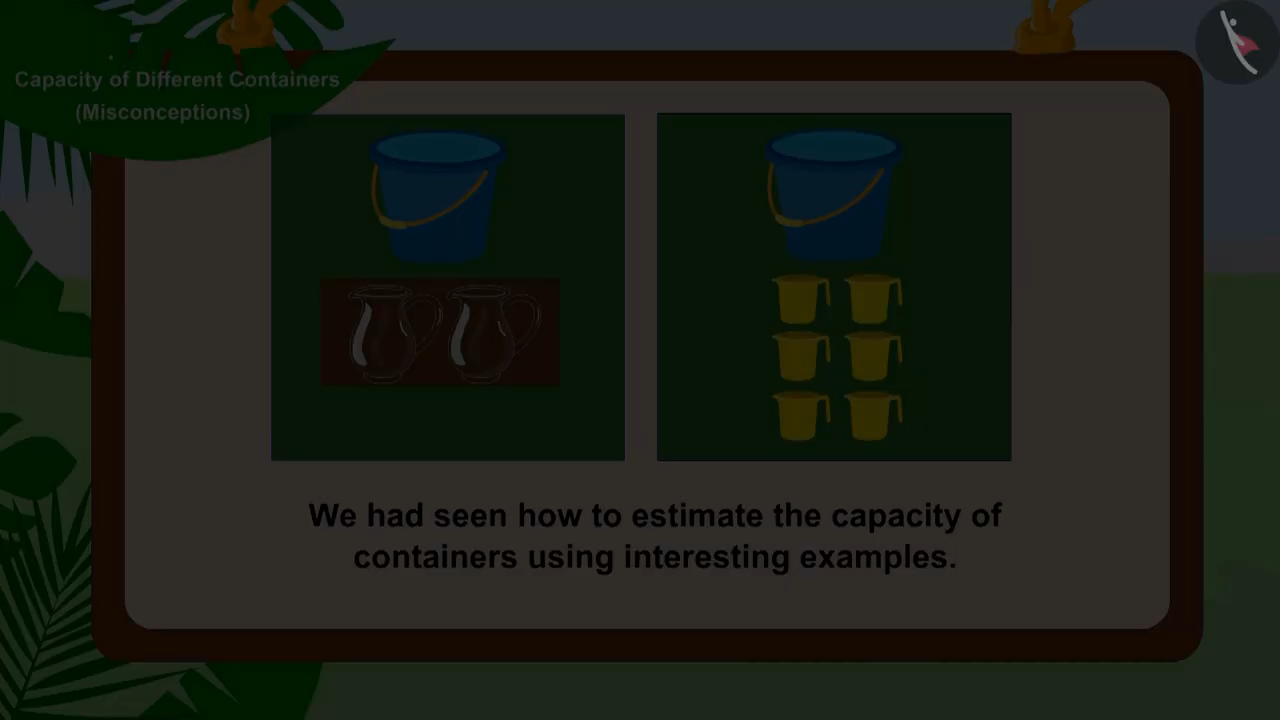 Capacity of Different Containers
(Misconceptions)
We had seen how to estimate the capacity of
containers using interesting examples.